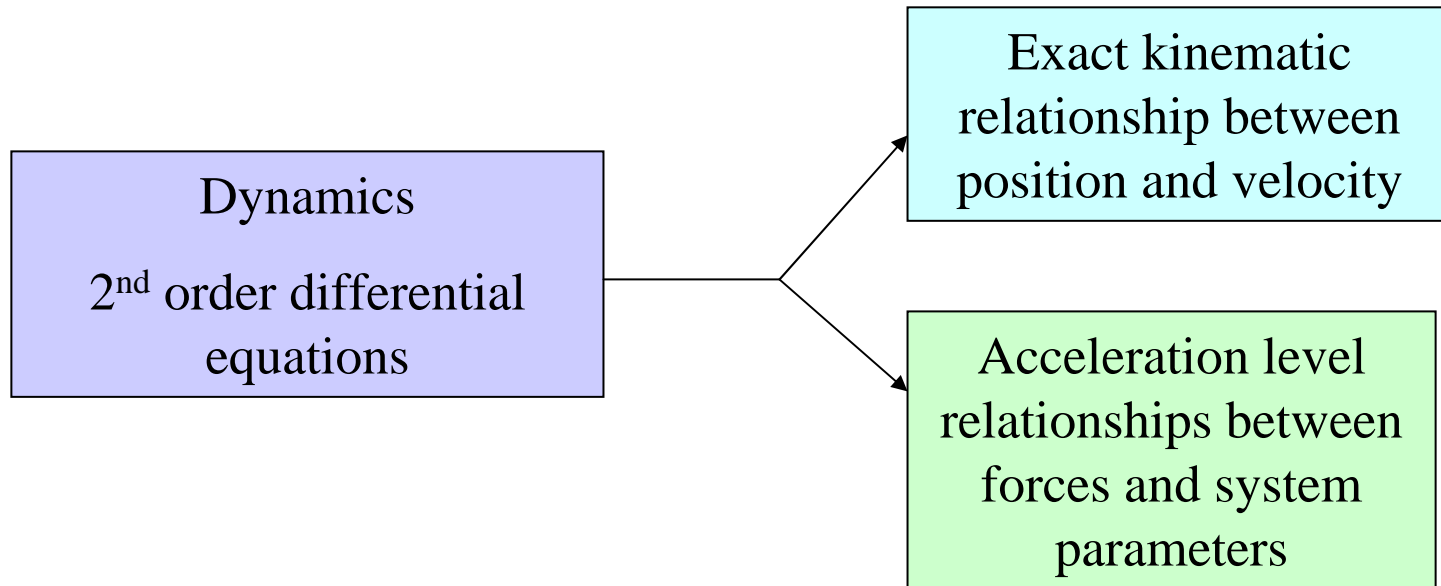 Dynamics
2nd order differential
equations
Exact kinematic
relationship between
position and velocity
Acceleration level
relationships between
forces and system
parameters